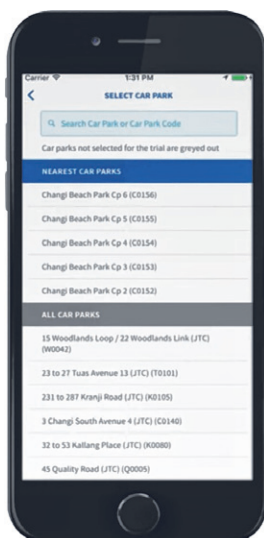 Carrier 1:31 PM
SELECT CAR PARK
Search Car Park or Car Park Code
Car parks not selected for the trial are greyed out
NEAREST CAR PARKS
Changi Beach Park Cp 6 (C0156)
Changi Beach Park Cp 5 (C0155)
Changi Beach Park Cp 4 (C0154)
Changi Beach Park Cp 3 (C0153)
Changi Beach Park Cp 2 (C0152)
ALL CAR PARKS
15 Woodlands Loop / 22 Woodlands Link (JTC)
(W0042)
23 to 27 Tuas Avenue 13 (JTC) (T0101)
231 to 287 Kranji Road (JTC) (K0105)
3 Changi South Avenue 4 (JTC) (C0140)
32 to 53 Kallang Place (JTC) (K0080)
45 Quality Road (JTC) (Q0005)